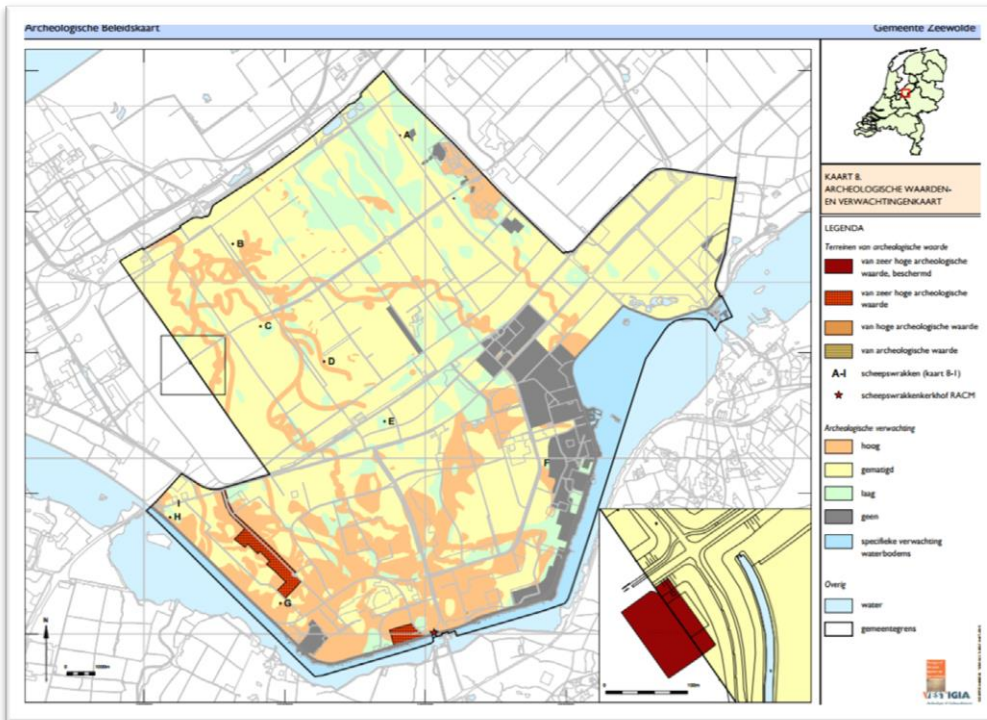 Archeologische Beleidskaart
Gemeente Zeewolde
KAART 8.
ARCHEOLOGISCHE WAARDEN-
EN VERWACHTINGENKAART
LEGENDA
Terreinen van archeologische waarde
van zeer hoge archeologische
waarde, beschermd
van zeer hoge archeologische
waarde
van hoge archeologische waarde
van archeologische waarde
A-I scheepswrakken (kaart 8-1)
scheepswrakkenkerkhof RACM
Archeologische verwachting
hoog
gematigd
laag
geen
specifieke verwachting
waterbodems
Overig
water
gemeentegrens
A
B
C
D
E
F
I
H
G
N